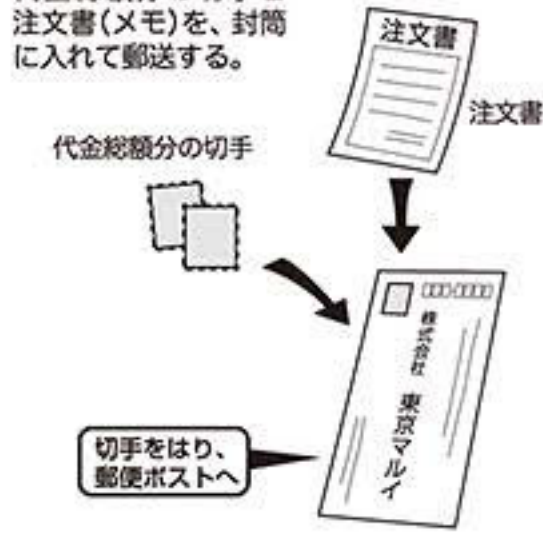 注文書(メモ)を、封筒
に入れて郵送する。
注文書
注文書
代金総額分の切手
株式会社 東京マルイ
切手をはり、
郵便ポストへ